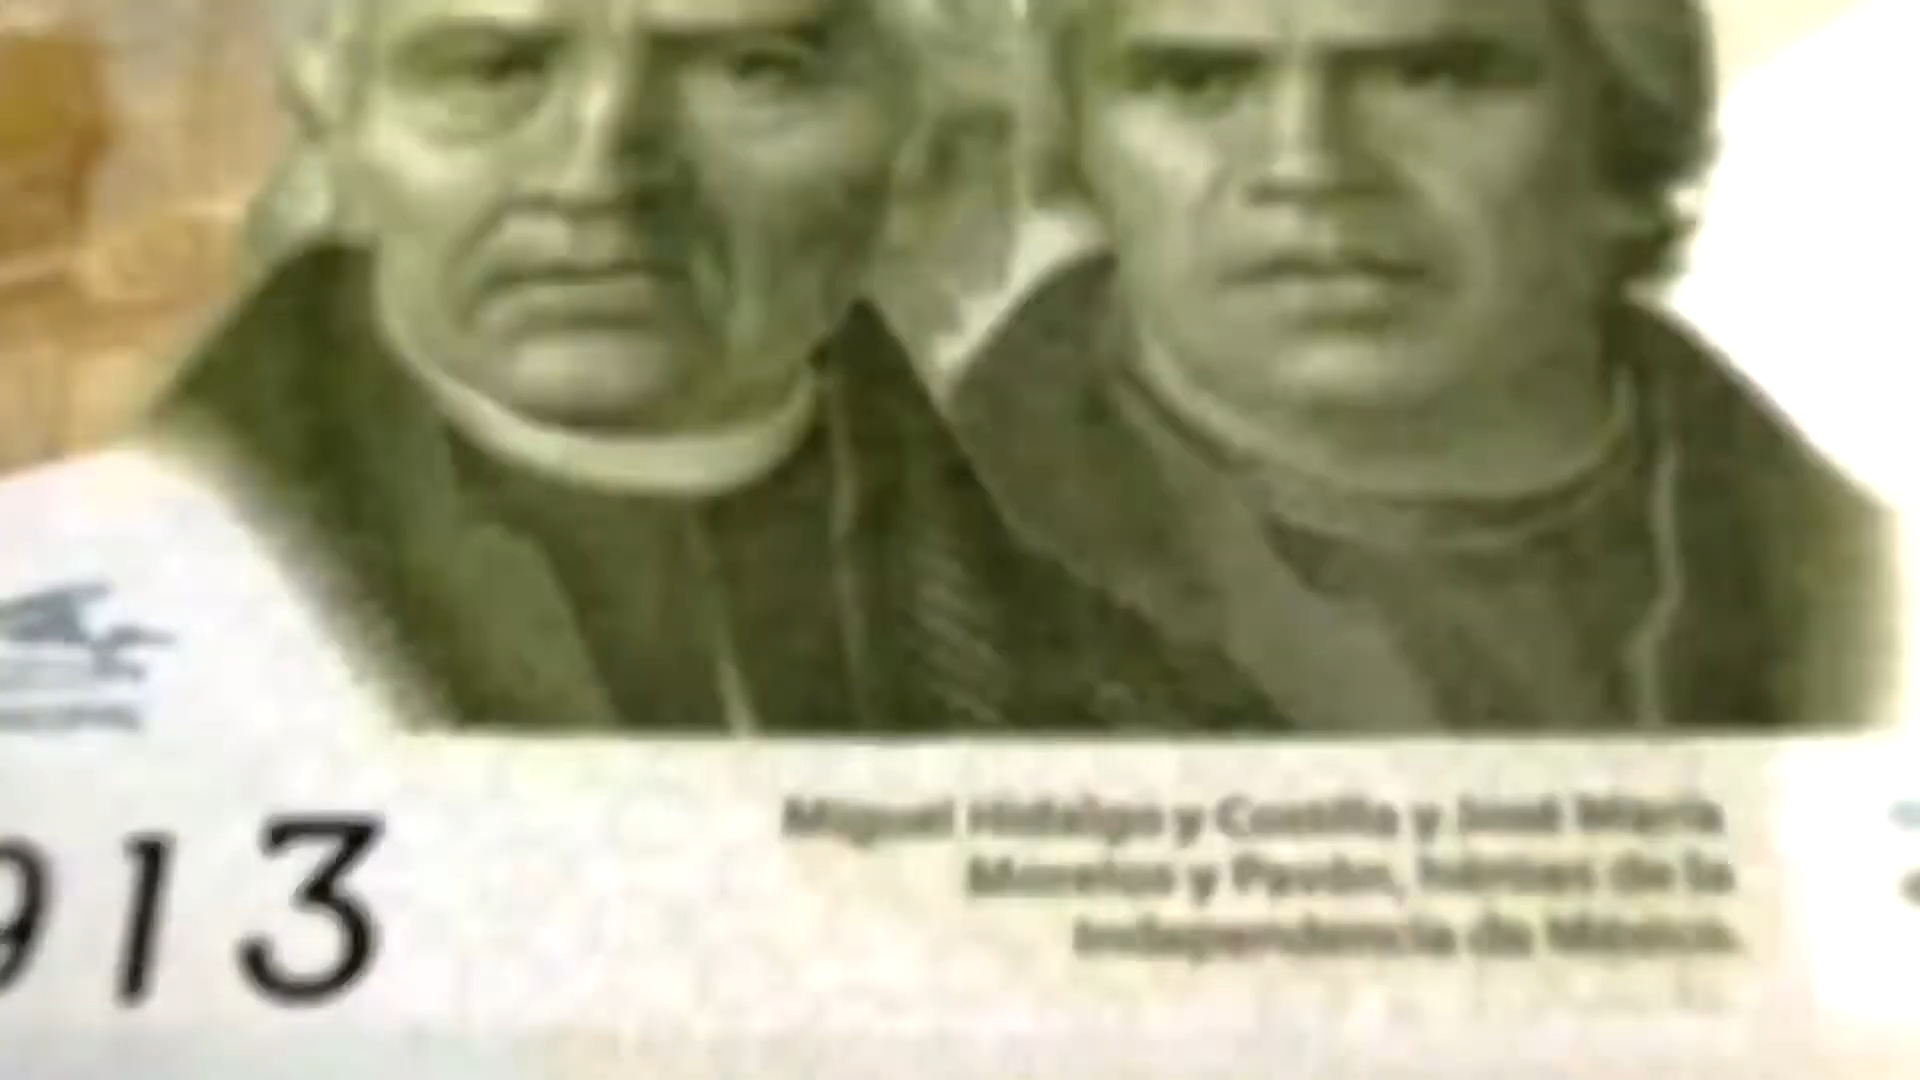 913
Miguel Hidalgo y Costilla y José María
Morelos y Pavón, héroes de la
Independencia de México.